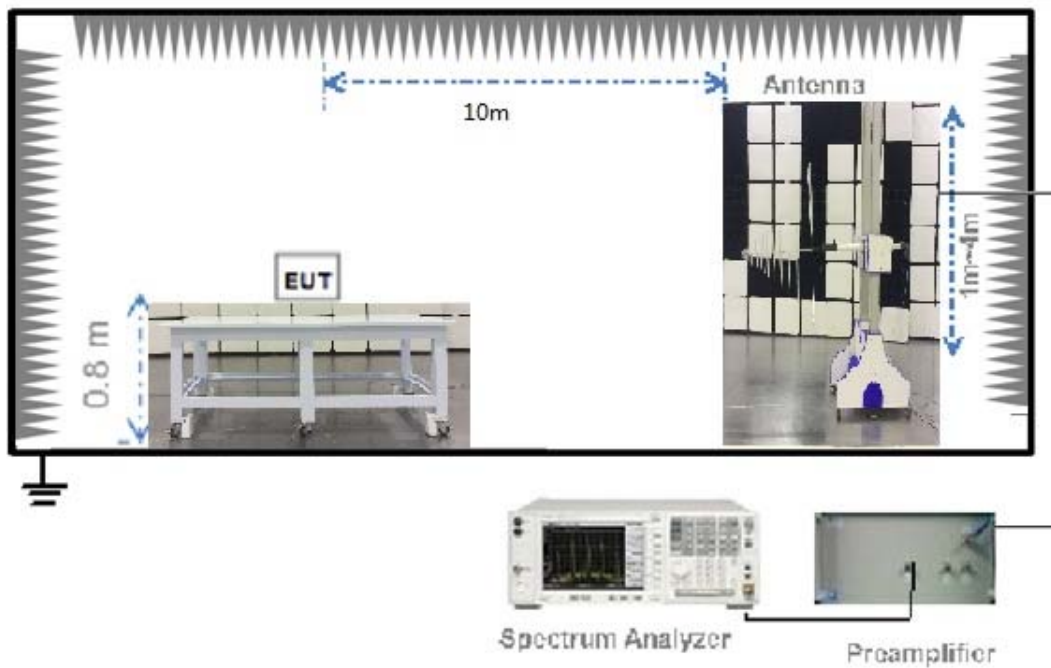 Antenna
10m
1m~4m
EUT
0.8 m
Spectrum Analyzer
Preamplifier